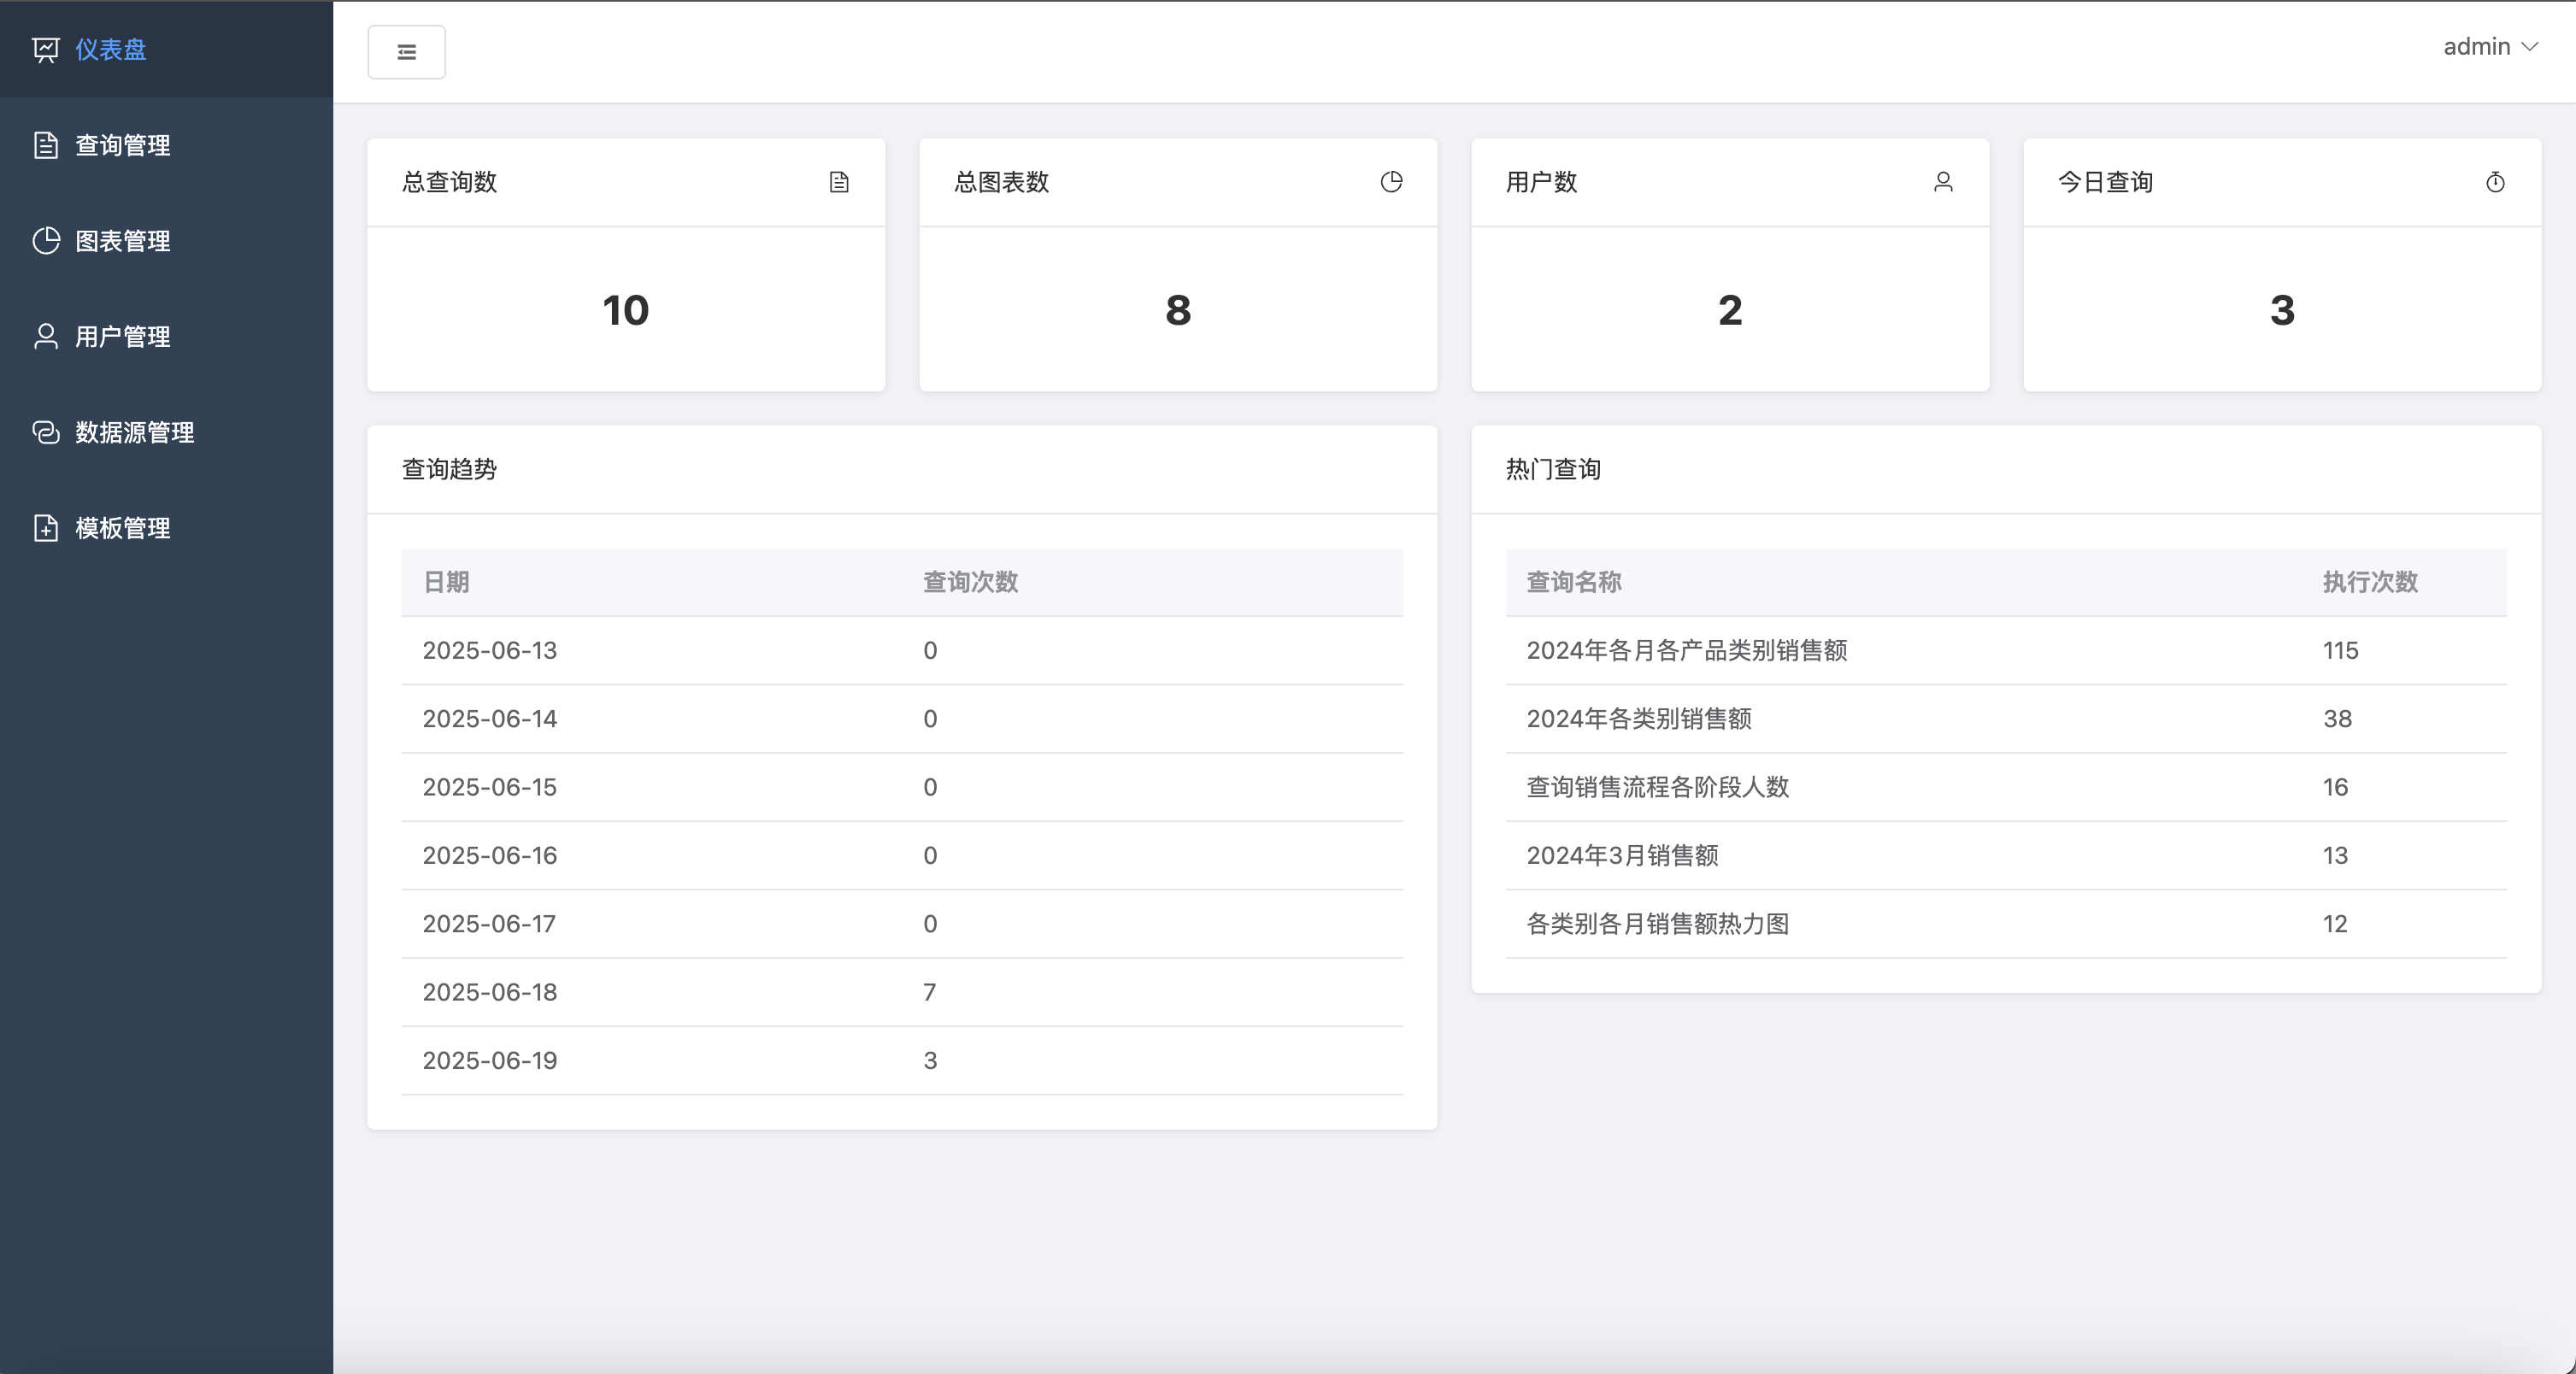 仪表盘
查询管理
图表管理
用户管理
数据源管理
模板管理
admin
总查询数
10
总图表数
8
用户数
2
今日查询
3
查询趋势
日期 查询次数
2025-06-13 0
2025-06-14 0
2025-06-15 0
2025-06-16 0
2025-06-17 0
2025-06-18 7
2025-06-19 3
热门查询
查询名称 执行次数
2024年各月各产品类别销售额 115
2024年各类别销售额 38
查询销售流程各阶段人数 16
2024年3月销售额 13
各类别各月销售额热力图 12